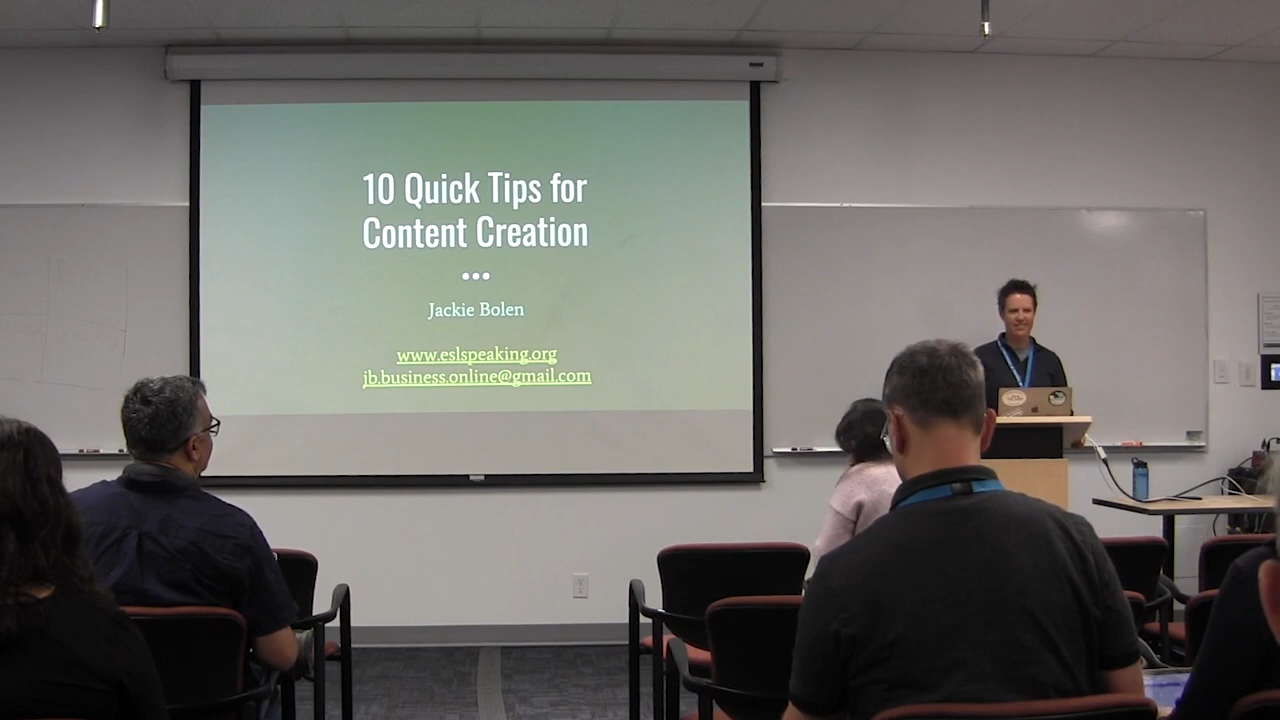 10 Quick Tips for
Content Creation
Jackie Bolen
www.eslspeaking.org
jb.business.online@gmail.com